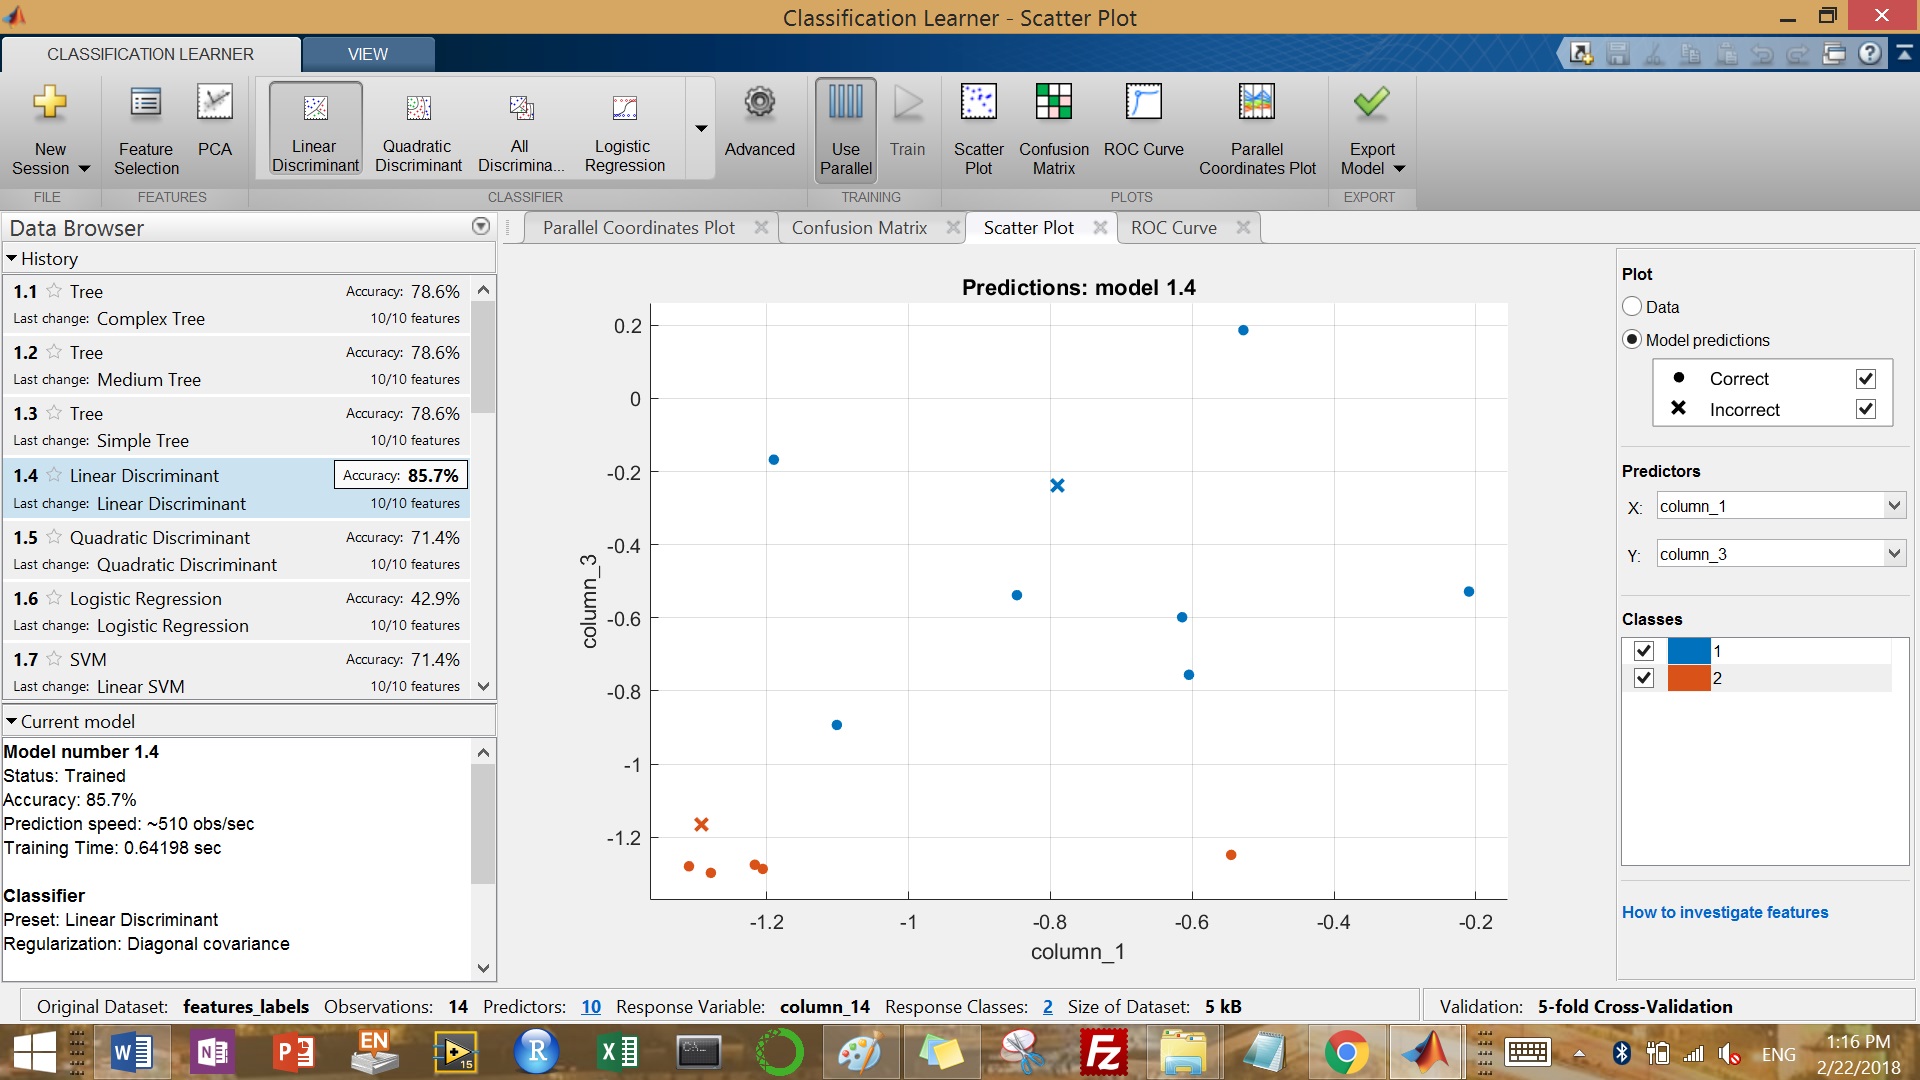 Classification Learner - Scatter Plot
CLASSIFICATION LEARNER
VIEW
New Session
Feature Selection
PCA
Linear Discriminant
Quadratic Discriminant
All Discrimina...
Logistic Regression
Advanced
Use Parallel
Train
Scatter Plot
Confusion Matrix
ROC Curve
Parallel Coordinates Plot
Export Model
FILE
FEATURES
CLASSIFIER
TRAINING
PLOTS
EXPORT
Data Browser
Parallel Coordinates Plot
Confusion Matrix
Scatter Plot
ROC Curve
History
1.1 Tree Accuracy: 78.6%
Last change: Complex Tree 10/10 features
1.2 Tree Accuracy: 78.6%
Last change: Medium Tree 10/10 features
1.3 Tree Accuracy: 78.6%
Last change: Simple Tree 10/10 features
1.4 Linear Discriminant Accuracy: 85.7%
Last change: Linear Discriminant 10/10 features
1.5 Quadratic Discriminant Accuracy: 71.4%
Last change: Quadratic Discriminant 10/10 features
1.6 Logistic Regression Accuracy: 42.9%
Last change: Logistic Regression 10/10 features
1.7 SVM Accuracy: 71.4%
Last change: Linear SVM 10/10 features
Current model
Model number 1.4
Status: Trained
Accuracy: 85.7%
Prediction speed: ~510 obs/sec
Training Time: 0.64198 sec
Classifier
Preset: Linear Discriminant
Regularization: Diagonal covariance
Predictions: model 1.4
0.2
0
-0.2
-0.4
-0.6
-0.8
-1
-1.2
column_3
-1.2 -1 -0.8 -0.6 -0.4 -0.2
column_1
Plot
Data
Model predictions
Correct
Incorrect
Predictors
X: column_1
Y: column_3
Classes
1
2
How to investigate features
Original Dataset: features_labels Observations: 14 Predictors: 10 Response Variable: column_14 Response Classes: 2 Size of Dataset: 5 kB
Validation: 5-fold Cross-Validation
EN
15
ENG
1:16 PM
2/22/2018